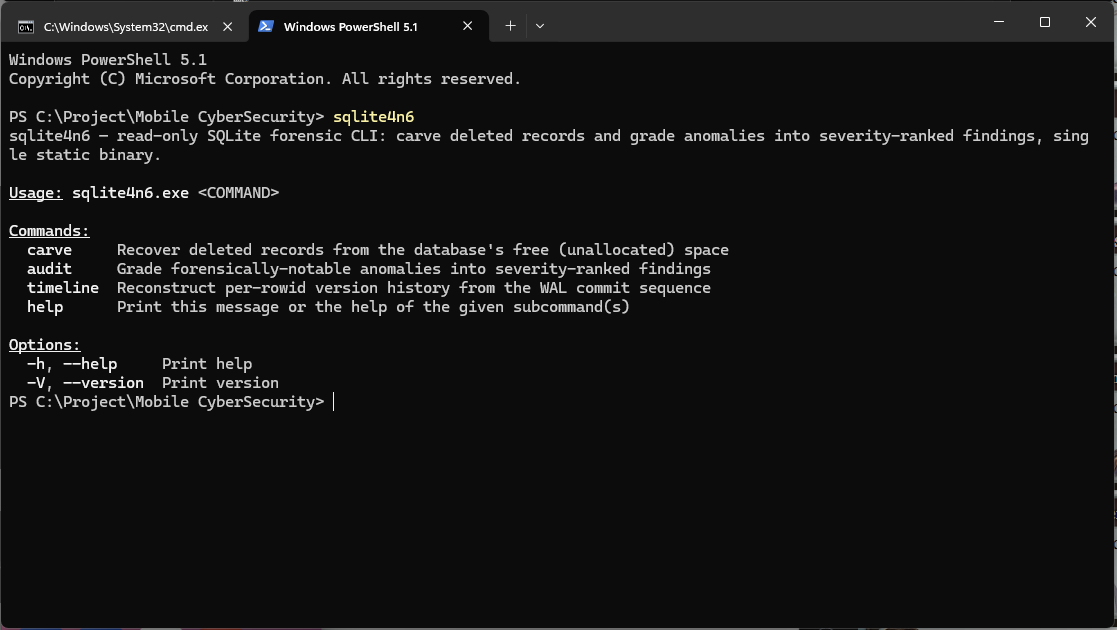 C:\Windows\System32\cmd.ex
Windows PowerShell 5.1
Windows PowerShell 5.1
Copyright (C) Microsoft Corporation. All rights reserved.
PS C:\Project\Mobile CyberSecurity> sqlite4n6
sqlite4n6 — read-only SQLite forensic CLI: carve deleted records and grade anomalies into severity-ranked findings, sing
le static binary.
Usage: sqlite4n6.exe <COMMAND>
Commands:
carve     Recover deleted records from the database's free (unallocated) space
audit     Grade forensically-notable anomalies into severity-ranked findings
timeline  Reconstruct per-rowid version history from the WAL commit sequence
help      Print this message or the help of the given subcommand(s)
Options:
-h, --help     Print help
-V, --version  Print version
PS C:\Project\Mobile CyberSecurity>